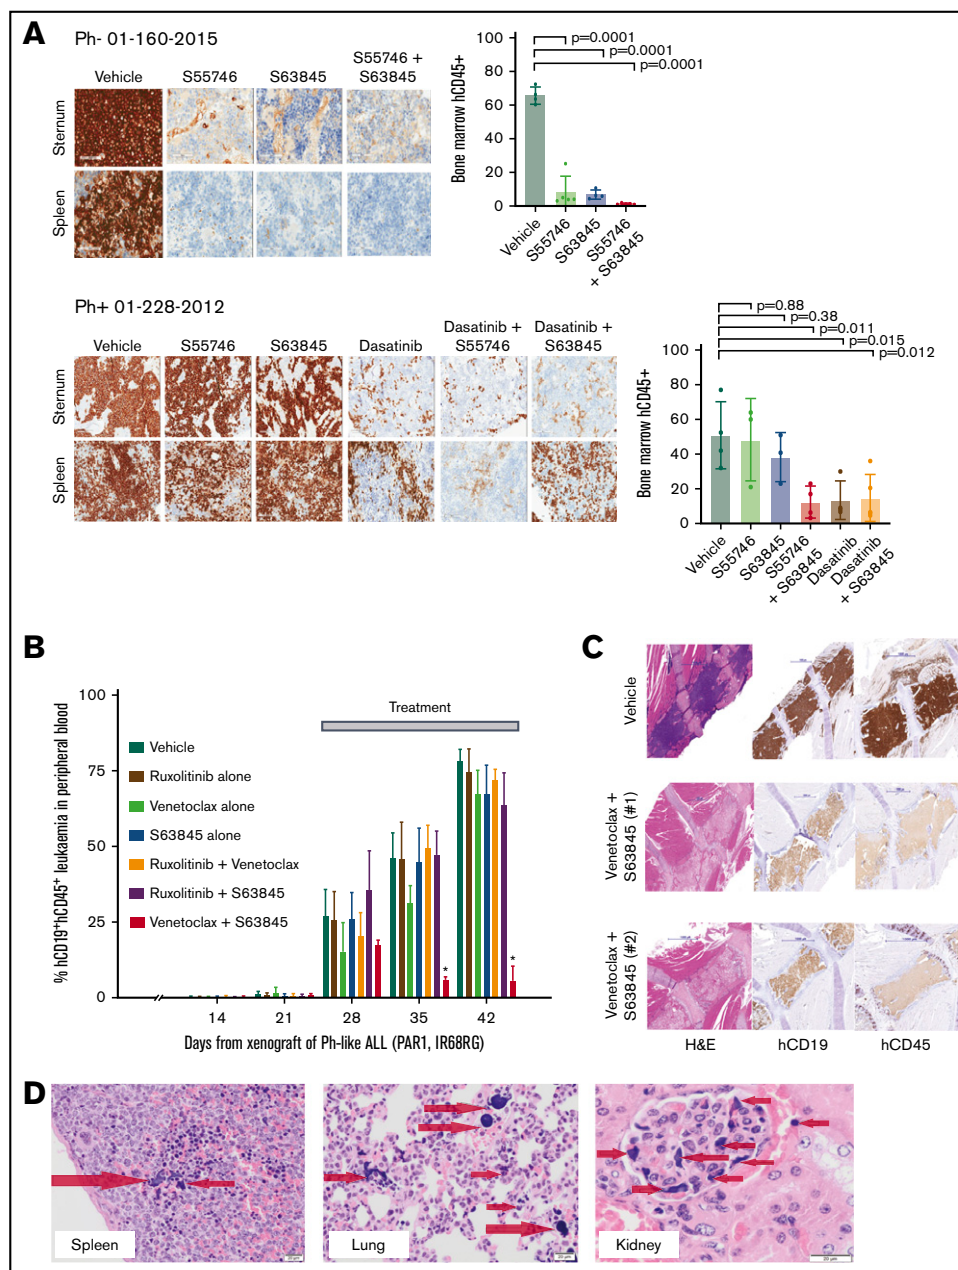 A
Ph- 01-160-2015
Vehicle
S55746
S63845
S55746 +
S63845
Sternum
Spleen
Bone marrow hCD45+
100
80
60
40
20
0
p=0.0001
p=0.0001
p=0.0001
Vehicle
S55746
S63845
S55746
+ S63845
Ph+ 01-228-2012
Vehicle
S55746
S63845
Dasatinib
Dasatinib +
S55746
Dasatinib +
S63845
Sternum
Spleen
Bone marrow hCD45+
100
80
60
40
20
0
p=0.88
p=0.38
p=0.011
p=0.015
p=0.012
Vehicle
S55746
S63845
S55746
+ S63845
Dasatinib
Dasatinib
+ S63845
B
% hCD19+hCD45+ leukaemia in peripheral blood
100
75
50
25
0
Treatment
Vehicle
Ruxolitinib alone
Venetoclax alone
S63845 alone
Ruxolitinib + Venetoclax
Ruxolitinib + S63845
Venetoclax + S63845
*
*
14
21
28
35
42
Days from xenograft of Ph-like ALL (PAR1, IR68RG)
C
Vehicle
Venetoclax +
S63845 (#1)
Venetoclax +
S63845 (#2)
H&E
hCD19
hCD45
D
Spleen
Lung
Kidney
20 µm